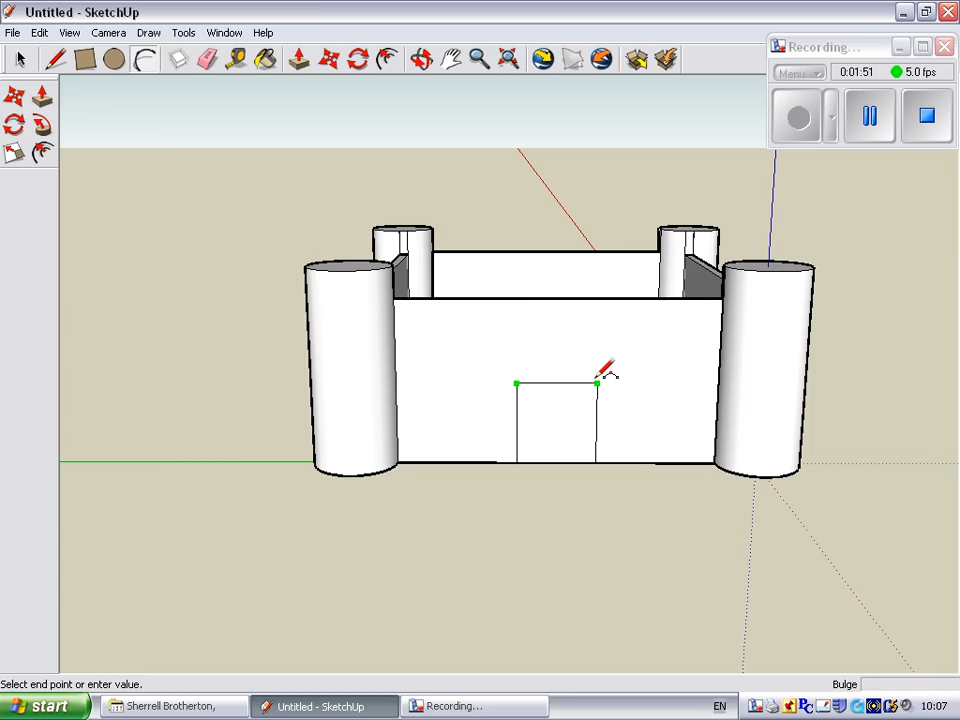 Untitled - SketchUp
File Edit View Camera Draw Tools Window Help
Recording...
Menu
0:01:51 5.0 fps
Select end point or enter value.
Bulge
start
Sherrell Brotherton,
Untitled - SketchUp
Recording...
EN
10:07